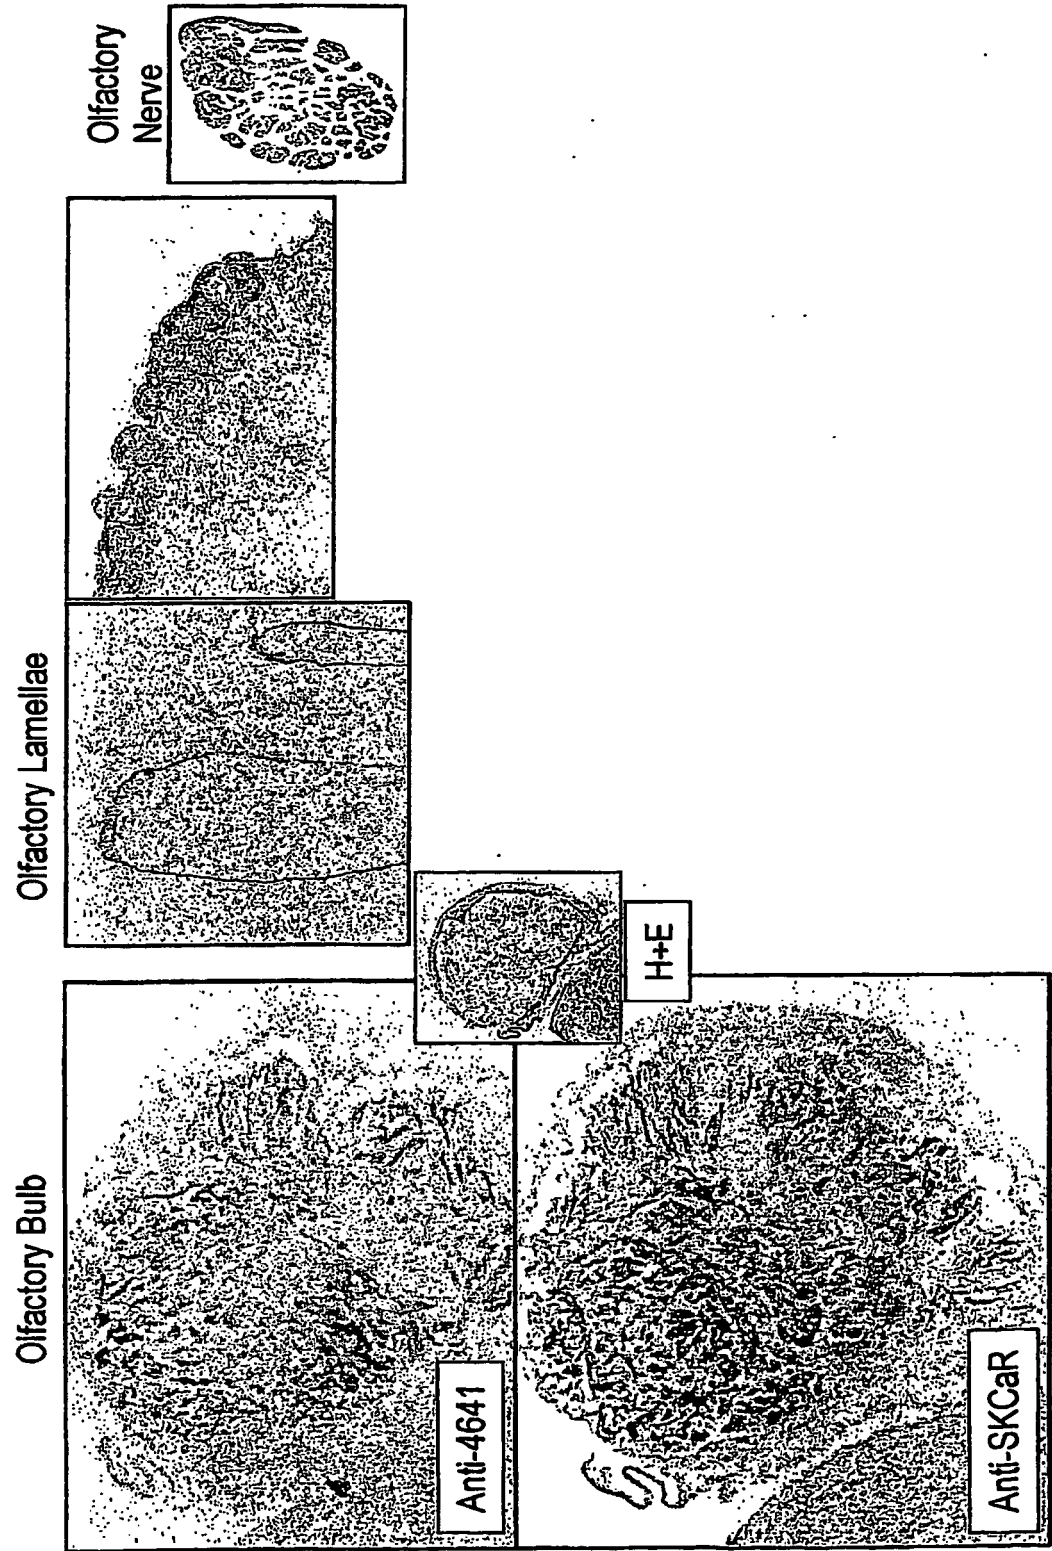 Olfactory Bulb
Olfactory Lamellae
Olfactory
Nerve
Anti-4641
H+E
Anti-SKCaR